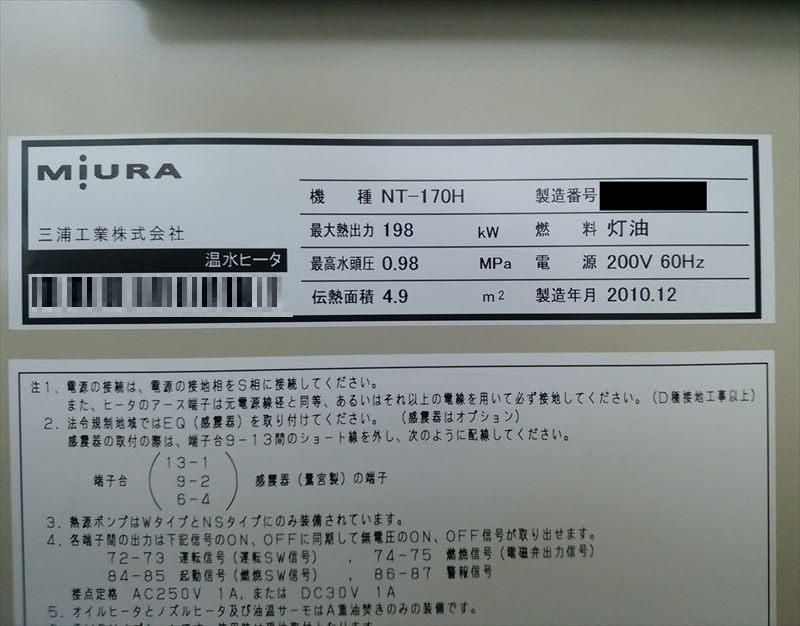 MiURA
三浦工業株式会社
温水ヒータ
機 種 NT-170H 製造番号
最大熱出力 198 kW 燃 料 灯油
最高水頭圧 0.98 MPa 電 源 200V 60Hz
伝熱面積 4.9 m² 製造年月 2010.12
注1. 電源の接続は、電源の接地相をS相に接続してください。
また、ヒータのアース端子は元電源線径と同等、あるいはそれ以上の電線を用いて必ず接地してください。(D種接地工事以上)
2. 法令規制地域ではEQ(感震器)を取り付けてください。 (感震器はオプション)
感震器の取付の際は、端子台9-13間のショート線を外し、次のように配線してください。
端子台 (13-1 9-2 6-4) 感震器(鷺宮製)の端子
3. 熱源ポンプはWタイプとNSタイプにのみ装備されています。
4. 各端子間の出力は下記信号のON、OFFに同期して無電圧のON、OFF信号が取り出せます。
72-73 運転信号(運転SW信号) , 74-75 燃焼信号(電磁弁出力信号)
84-85 起動信号(燃焼SW信号) , 86-87 警報信号
接点定格 AC250V 1A, または DC30V 1A
5. オイルヒータとノズルヒータ及び油温サーモはA重油焚きのみの装備です。